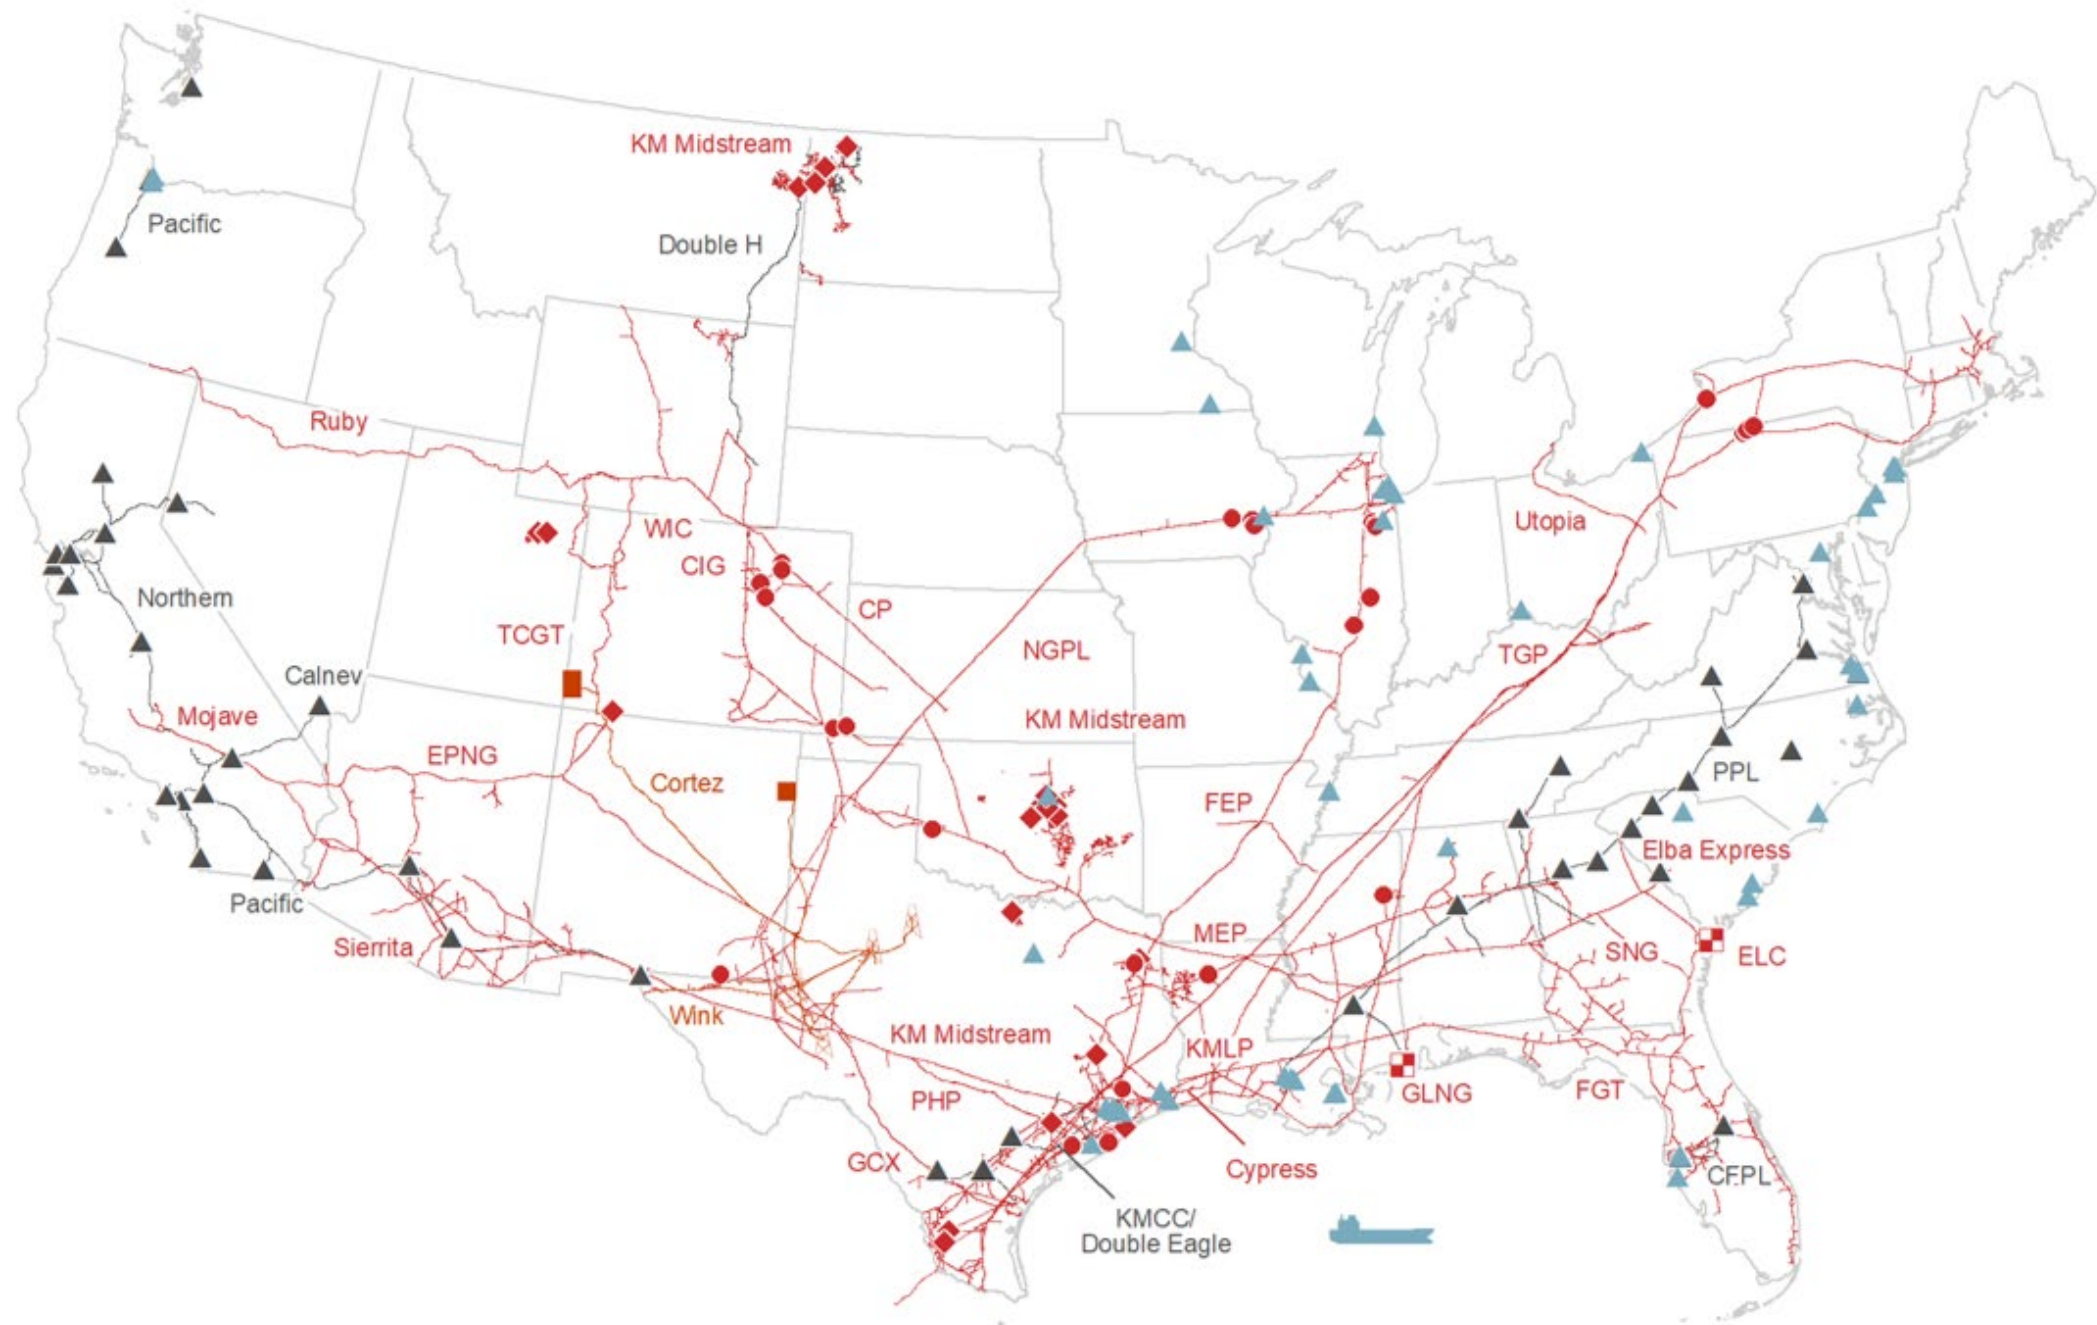 KM Midstream
Pacific
Double H
Ruby
WIC
Utopia
CIG
Northern
CP
TCGT
NGPL
TGP
Calnev
Mojave
KM Midstream
EPNG
PPL
Cortez
FEP
Elba Express
Pacific
MEP
Sierrita
SNG
ELC
Wink
KM Midstream
KMLP
PHP
GLNG
FGT
GCX
Cypress
CFPL
KMCC/
Double Eagle